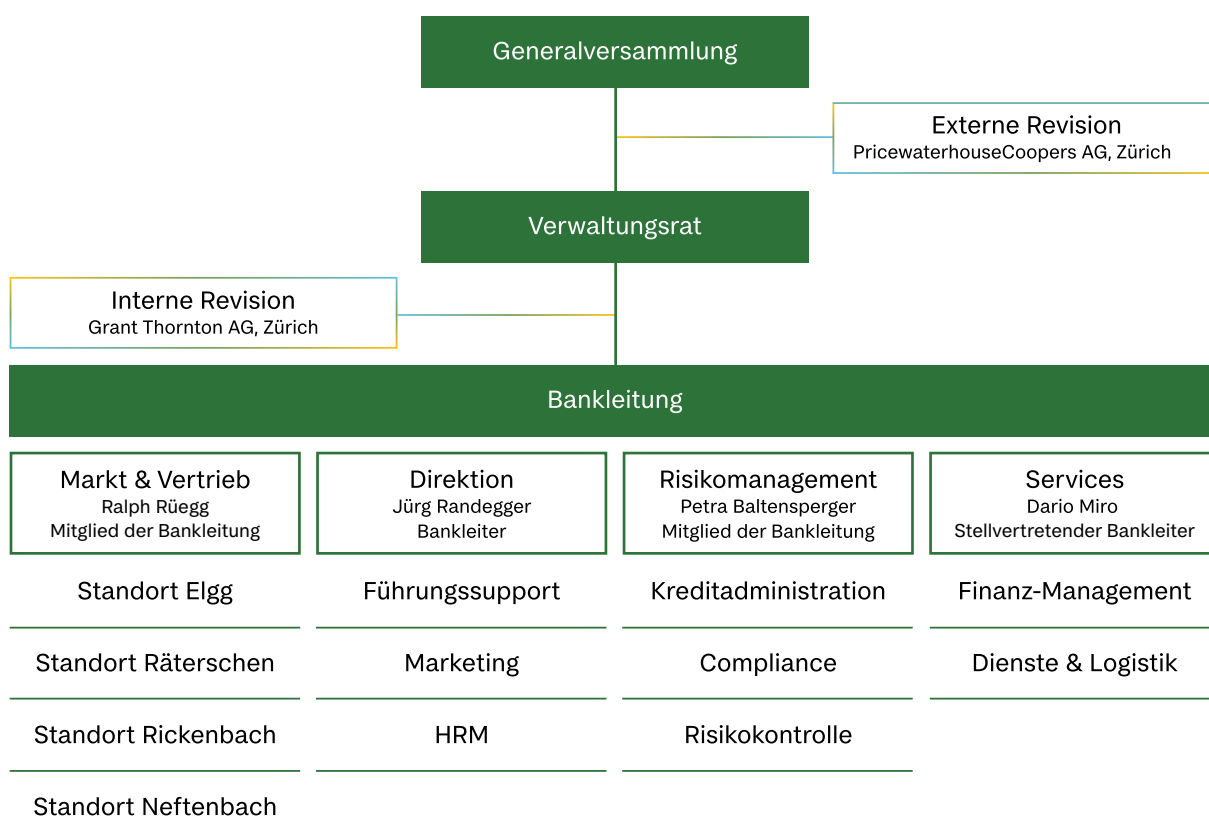 Generalversammlung
Externe Revision
PricewaterhouseCoopers AG, Zürich
Verwaltungsrat
Interne Revision
Grant Thornton AG, Zürich
Bankleitung
Markt & Vertrieb
Ralph Rüegg
Mitglied der Bankleitung
Standort Elgg
Standort Räterschen
Standort Rickenbach
Standort Neftenbach
Direktion
Jürg Randegger
Bankleiter
Führungssupport
Marketing
HRM
Risikomanagement
Petra Baltensperger
Mitglied der Bankleitung
Kreditadministration
Compliance
Risikokontrolle
Services
Dario Miro
Stellvertretender Bankleiter
Finanz-Management
Dienste & Logistik